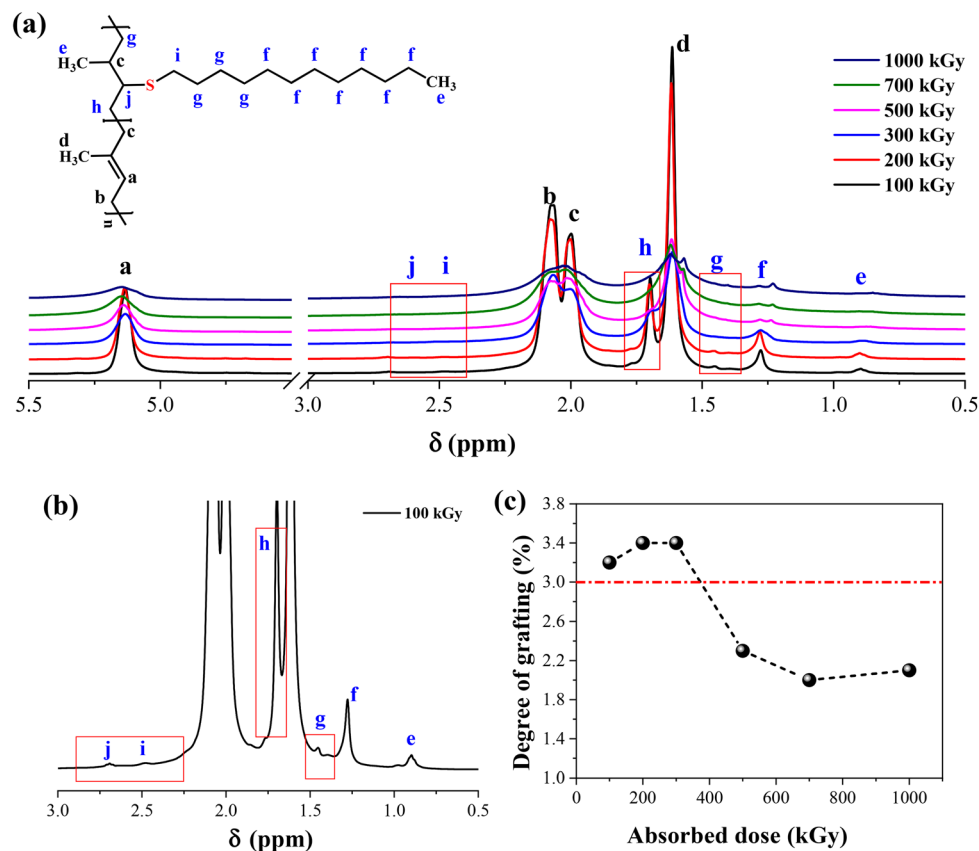 (a)
g
e
H₃C
c
j
S
i
g
f
f
f
f
CH₃
g
g
f
f
f
e
h
c
d
H₃C
a
b
n
d
b
c
1000 kGy
700 kGy
500 kGy
300 kGy
200 kGy
100 kGy
a
j
i
h
g
f
e
5.5
5.0
3.0
2.5
2.0
1.5
1.0
0.5
δ (ppm)
(b)
100 kGy
h
j
i
g
f
e
3.0
2.5
2.0
1.5
1.0
0.5
δ (ppm)
(c)
Degree of grafting (%)
3.8
3.4
3.0
2.6
2.2
1.8
1.4
1.0
0
200
400
600
800
1000
Absorbed dose (kGy)